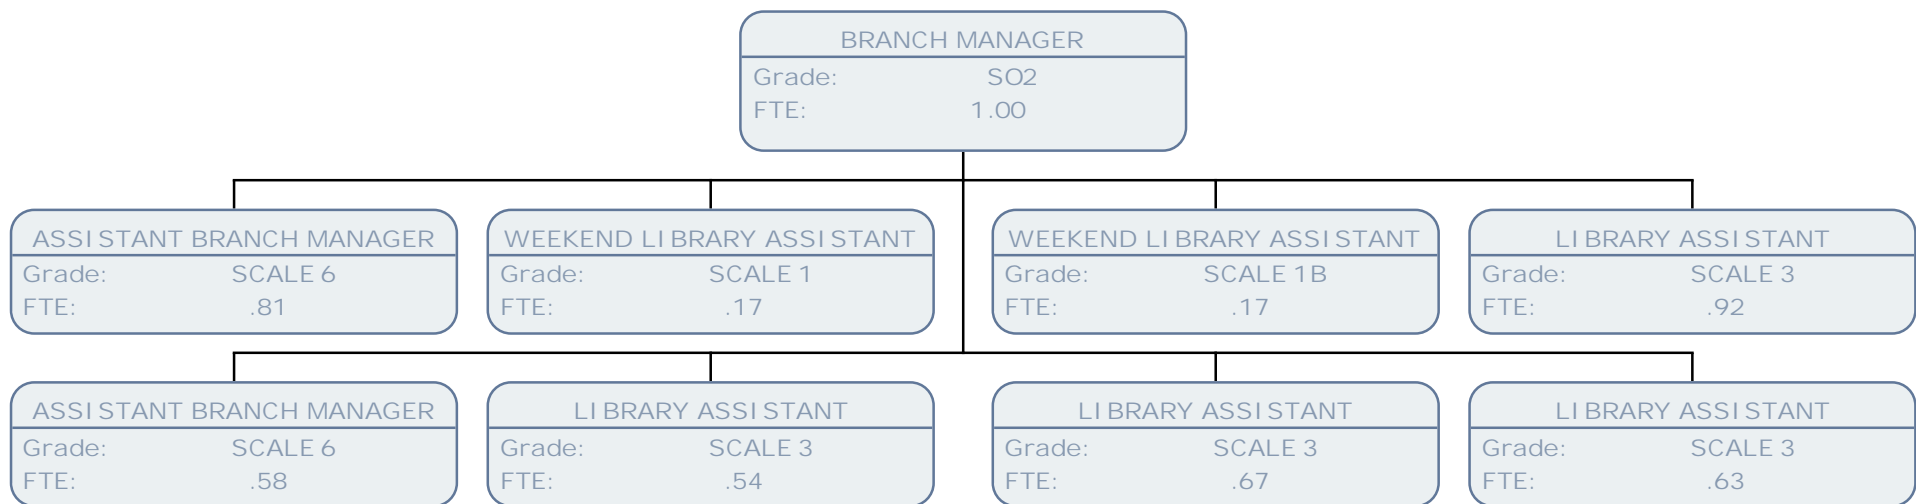 BRANCH MANAGER
Grade: SO2
FTE: 1.00
ASSISTANT BRANCH MANAGER
Grade: SCALE 6
FTE: .81
WEEKEND LIBRARY ASSISTANT
Grade: SCALE 1
FTE: .17
WEEKEND LIBRARY ASSISTANT
Grade: SCALE 1B
FTE: .17
LIBRARY ASSISTANT
Grade: SCALE 3
FTE: .92
ASSISTANT BRANCH MANAGER
Grade: SCALE 6
FTE: .58
LIBRARY ASSISTANT
Grade: SCALE 3
FTE: .54
LIBRARY ASSISTANT
Grade: SCALE 3
FTE: .67
LIBRARY ASSISTANT
Grade: SCALE 3
FTE: .63